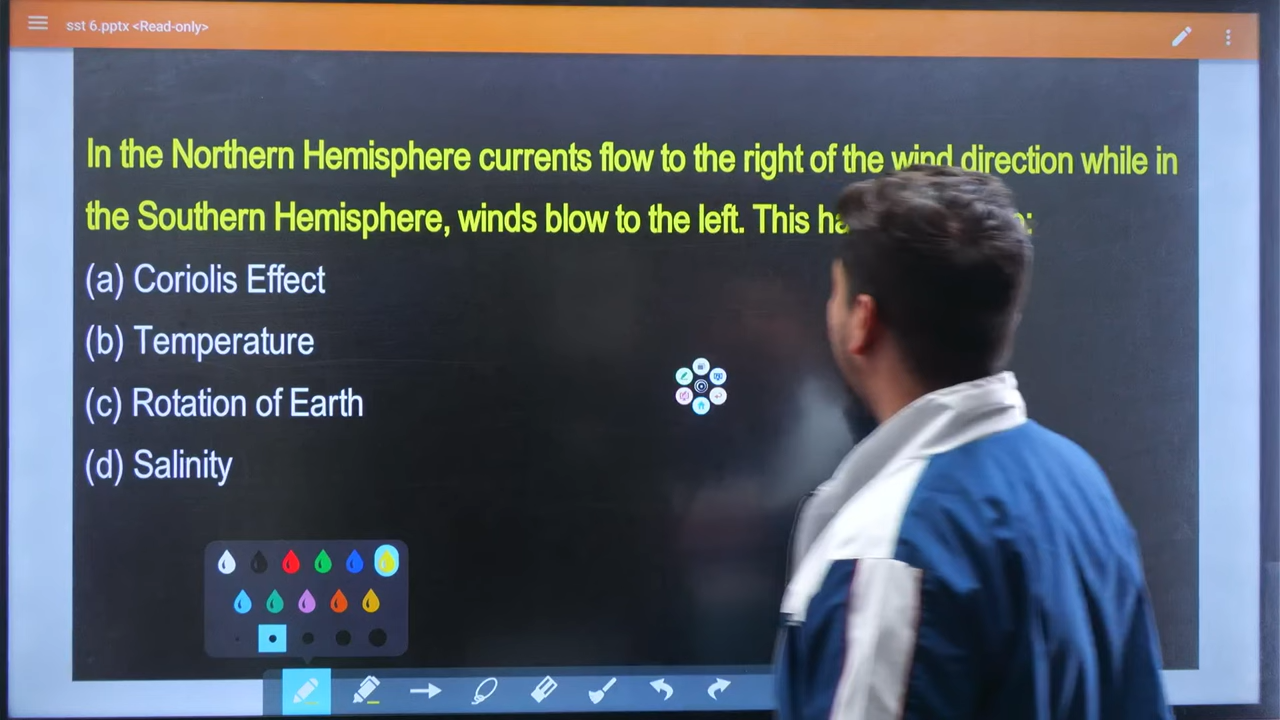 sst 6.pptx <Read-only>
In the Northern Hemisphere currents flow to the right of the wind direction while in
the Southern Hemisphere, winds blow to the left. This
(a) Coriolis Effect
(b) Temperature
(c) Rotation of Earth
(d) Salinity